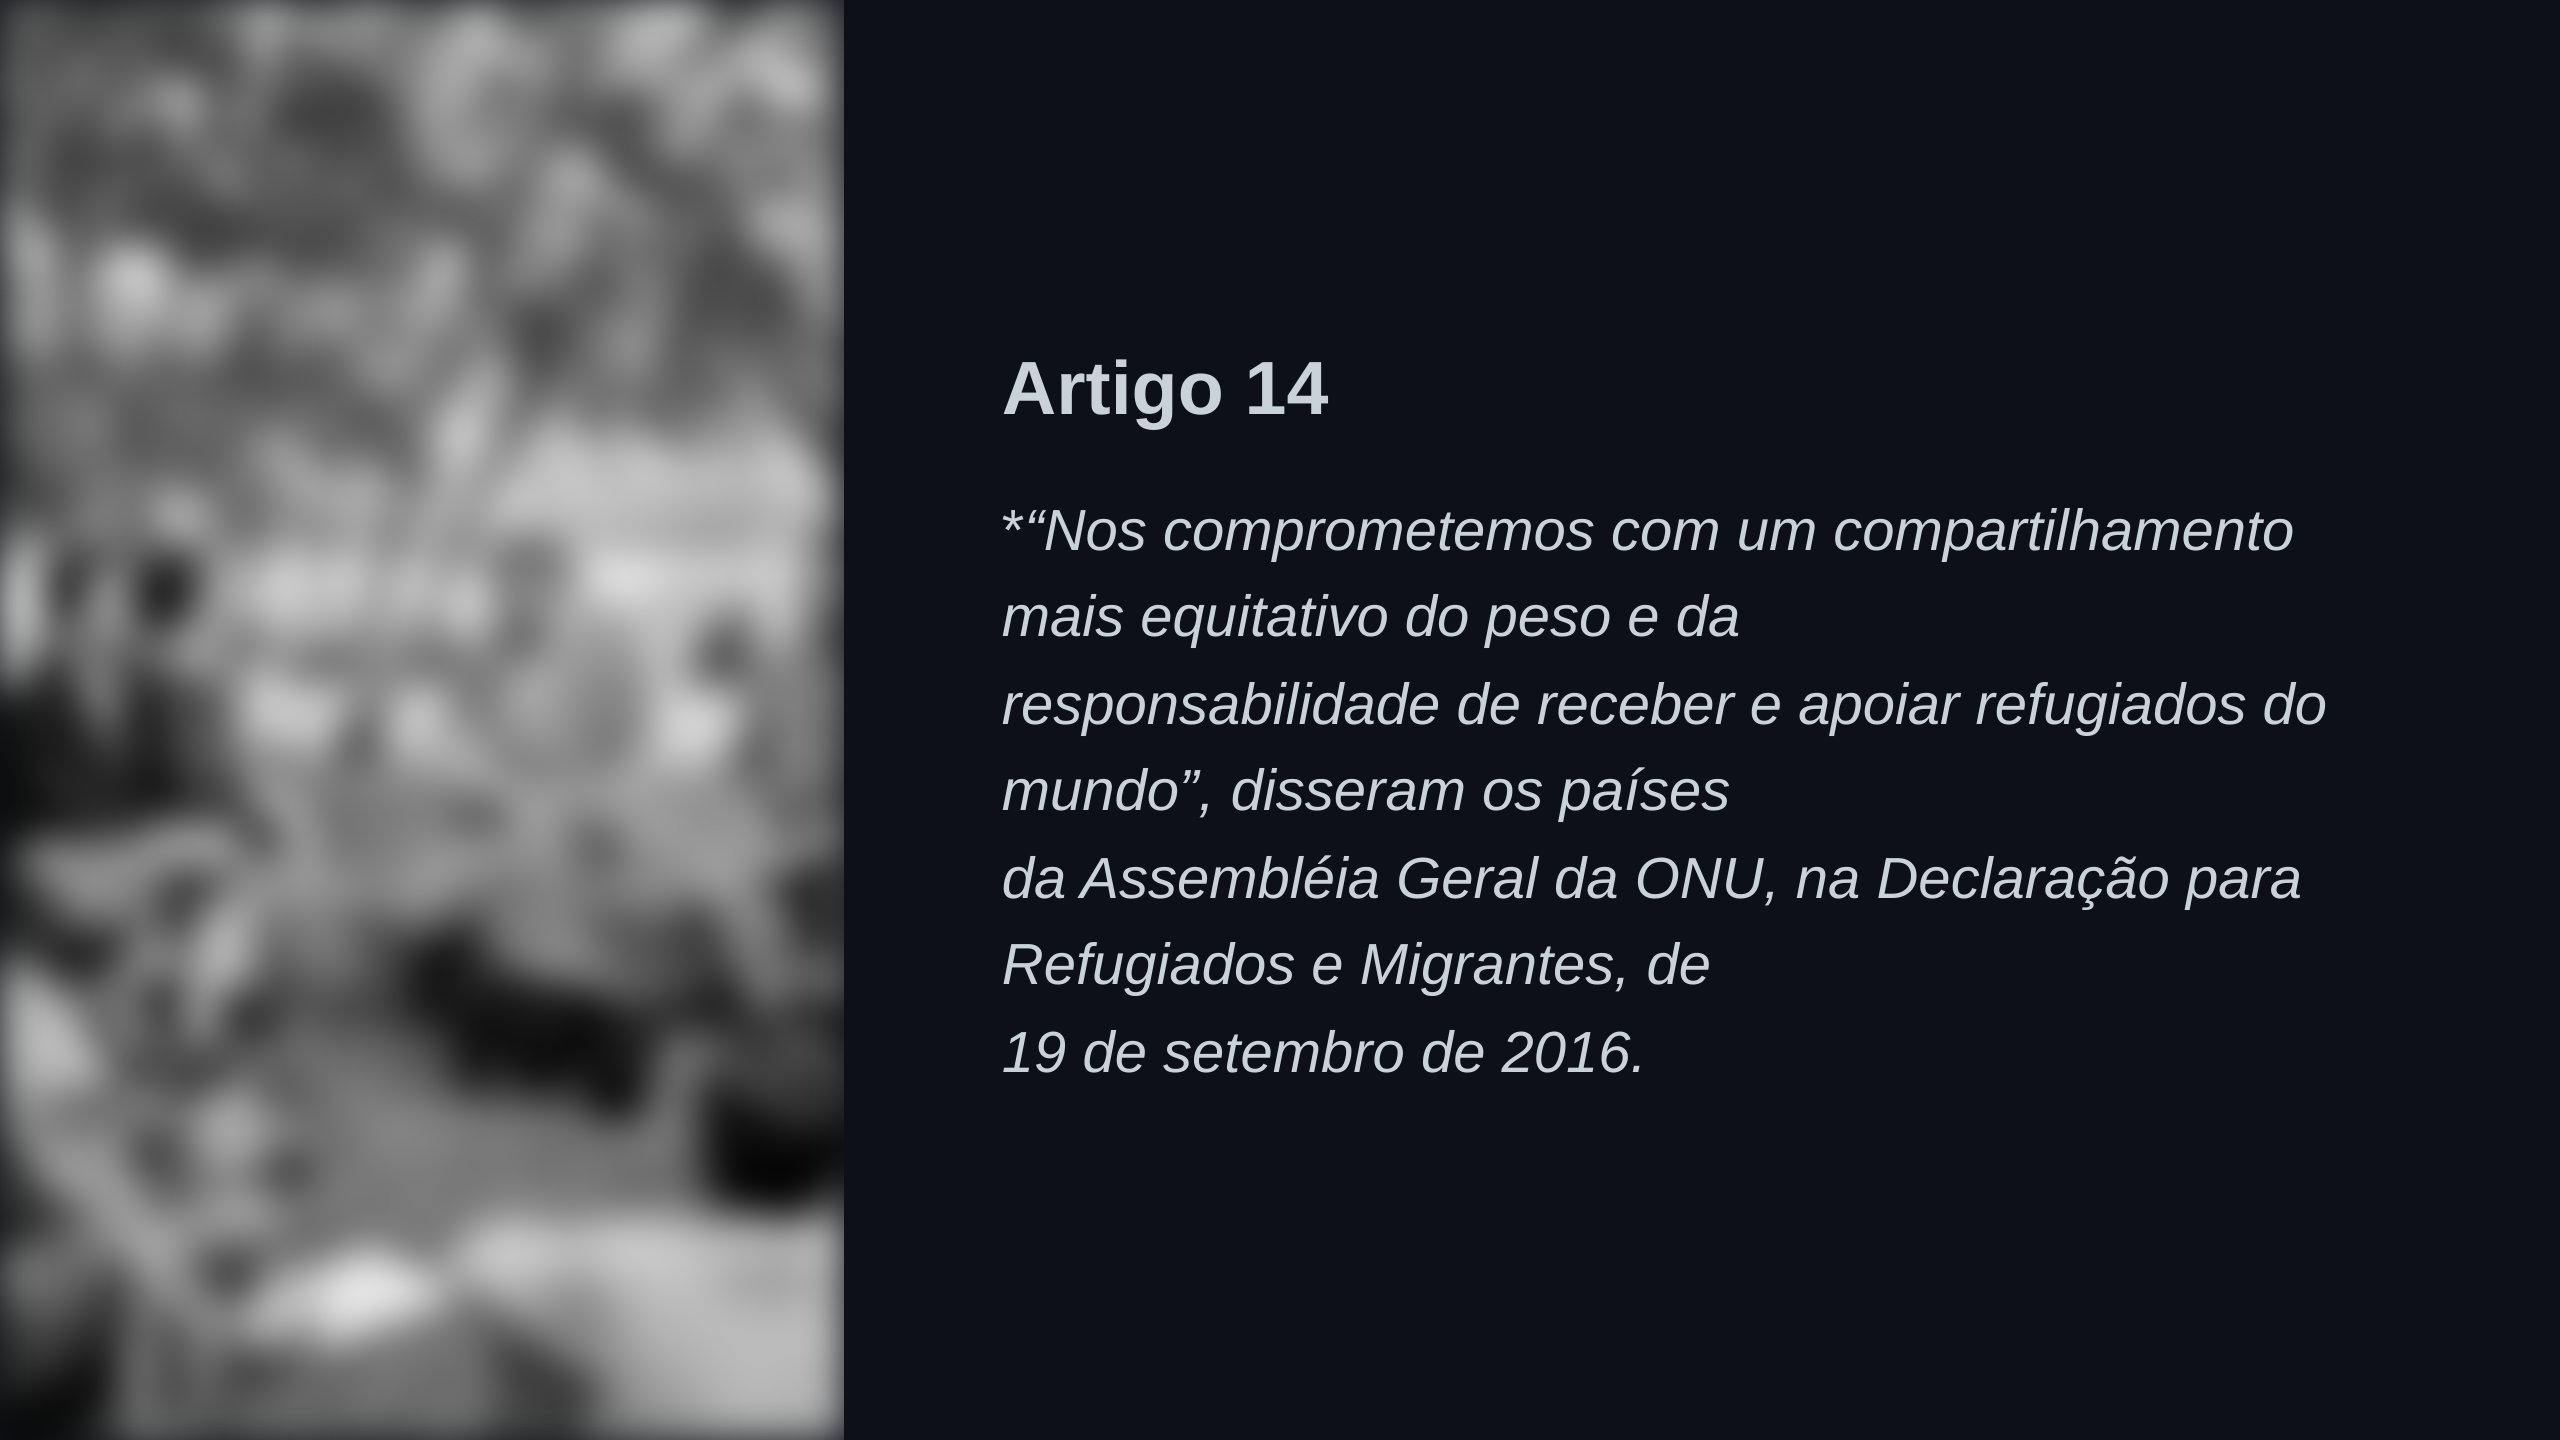 Artigo 14
*“Nos comprometemos com um compartilhamento
mais equitativo do peso e da
responsabilidade de receber e apoiar refugiados do
mundo”, disseram os países
da Assembléia Geral da ONU, na Declaração para
Refugiados e Migrantes, de
19 de setembro de 2016.